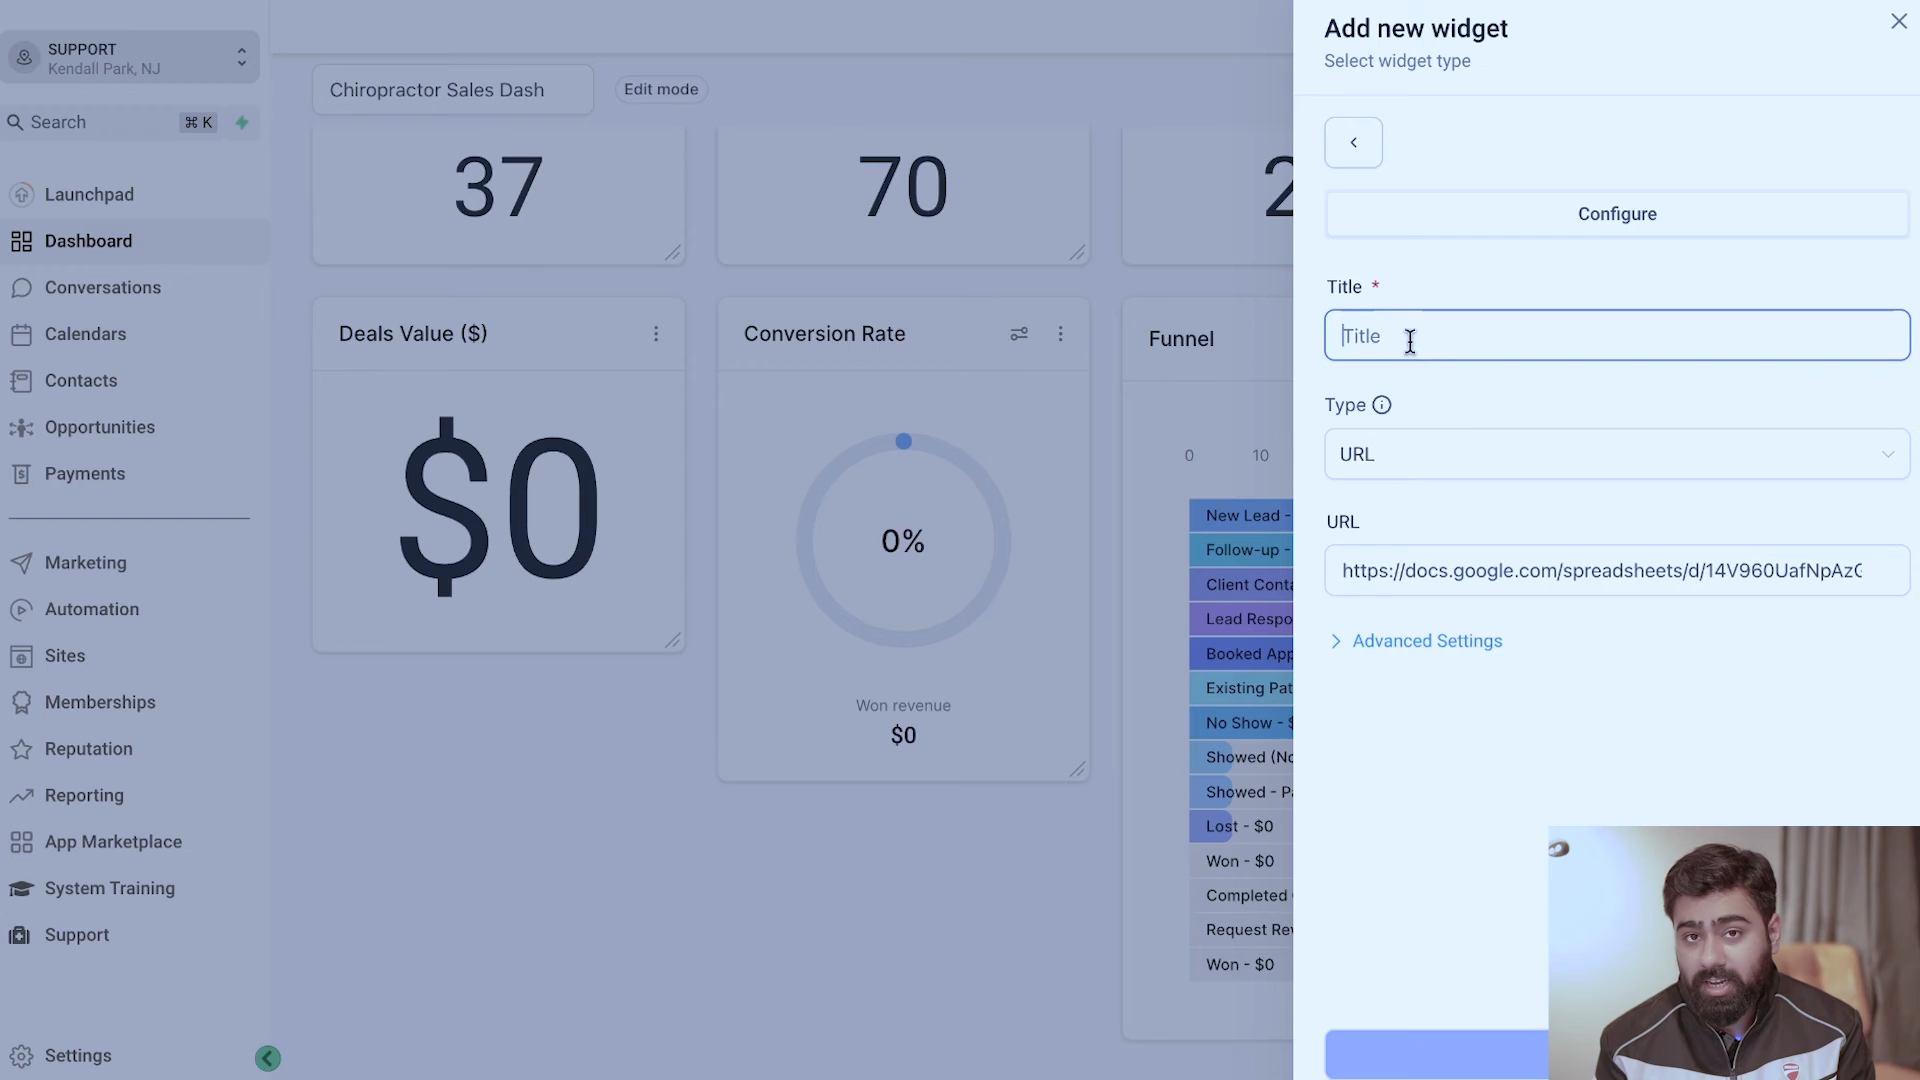 SUPPORT
Kendall Park, NJ
Search
⌘ K
Launchpad
Dashboard
Conversations
Calendars
Contacts
Opportunities
Payments
Marketing
Automation
Sites
Memberships
Reputation
Reporting
App Marketplace
System Training
Support
Settings
Chiropractor Sales Dash
Edit mode
37
70
2
Deals Value ($)
$0
Conversion Rate
0%
Won revenue
$0
Funnel
0 10
New Lead -
Follow-up -
Client Conta
Lead Respo
Booked App
Existing Pat
No Show - $
Showed (No
Showed - Pa
Lost - $0
Won - $0
Completed
Request Rev
Won - $0
Add new widget
Select widget type
Configure
Title *
Title
Type
URL
URL
https://docs.google.com/spreadsheets/d/14V960UafNpAzC
Advanced Settings